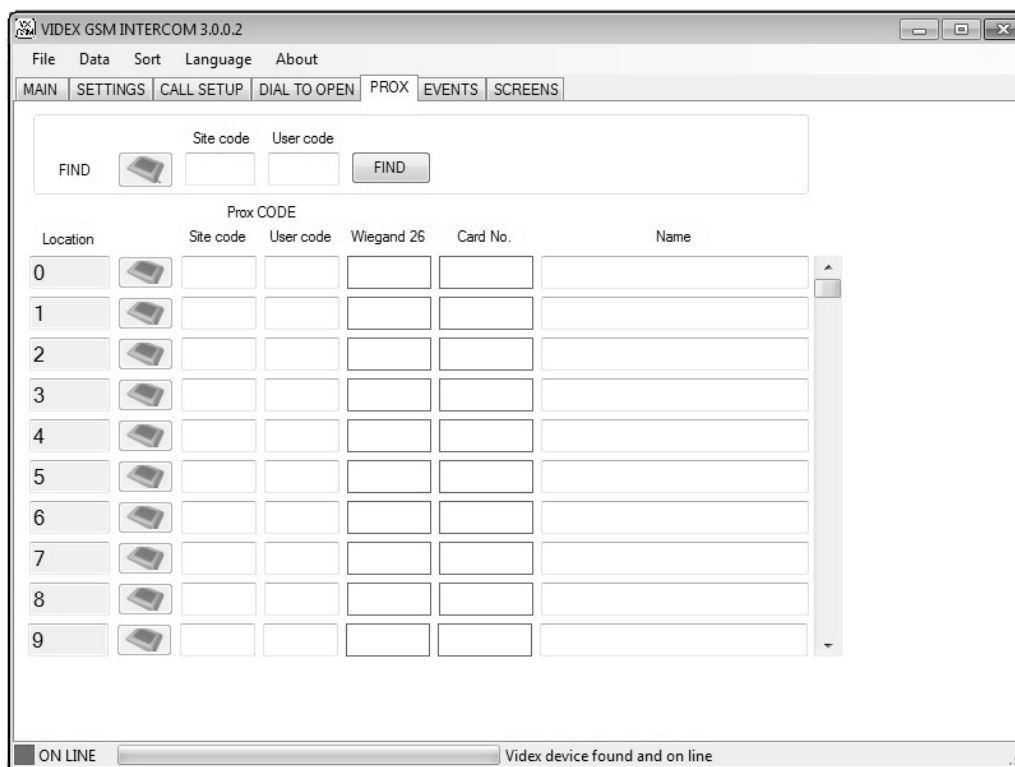 VIDEX GSM INTERCOM 3.0.0.2
File Data Sort Language About
MAIN SETTINGS CALL SETUP DIAL TO OPEN PROX EVENTS SCREENS
Site code User code
FIND FIND
Prox CODE
Location Site code User code Wiegand 26 Card No. Name
0
1
2
3
4
5
6
7
8
9
ON LINE Videx device found and on line